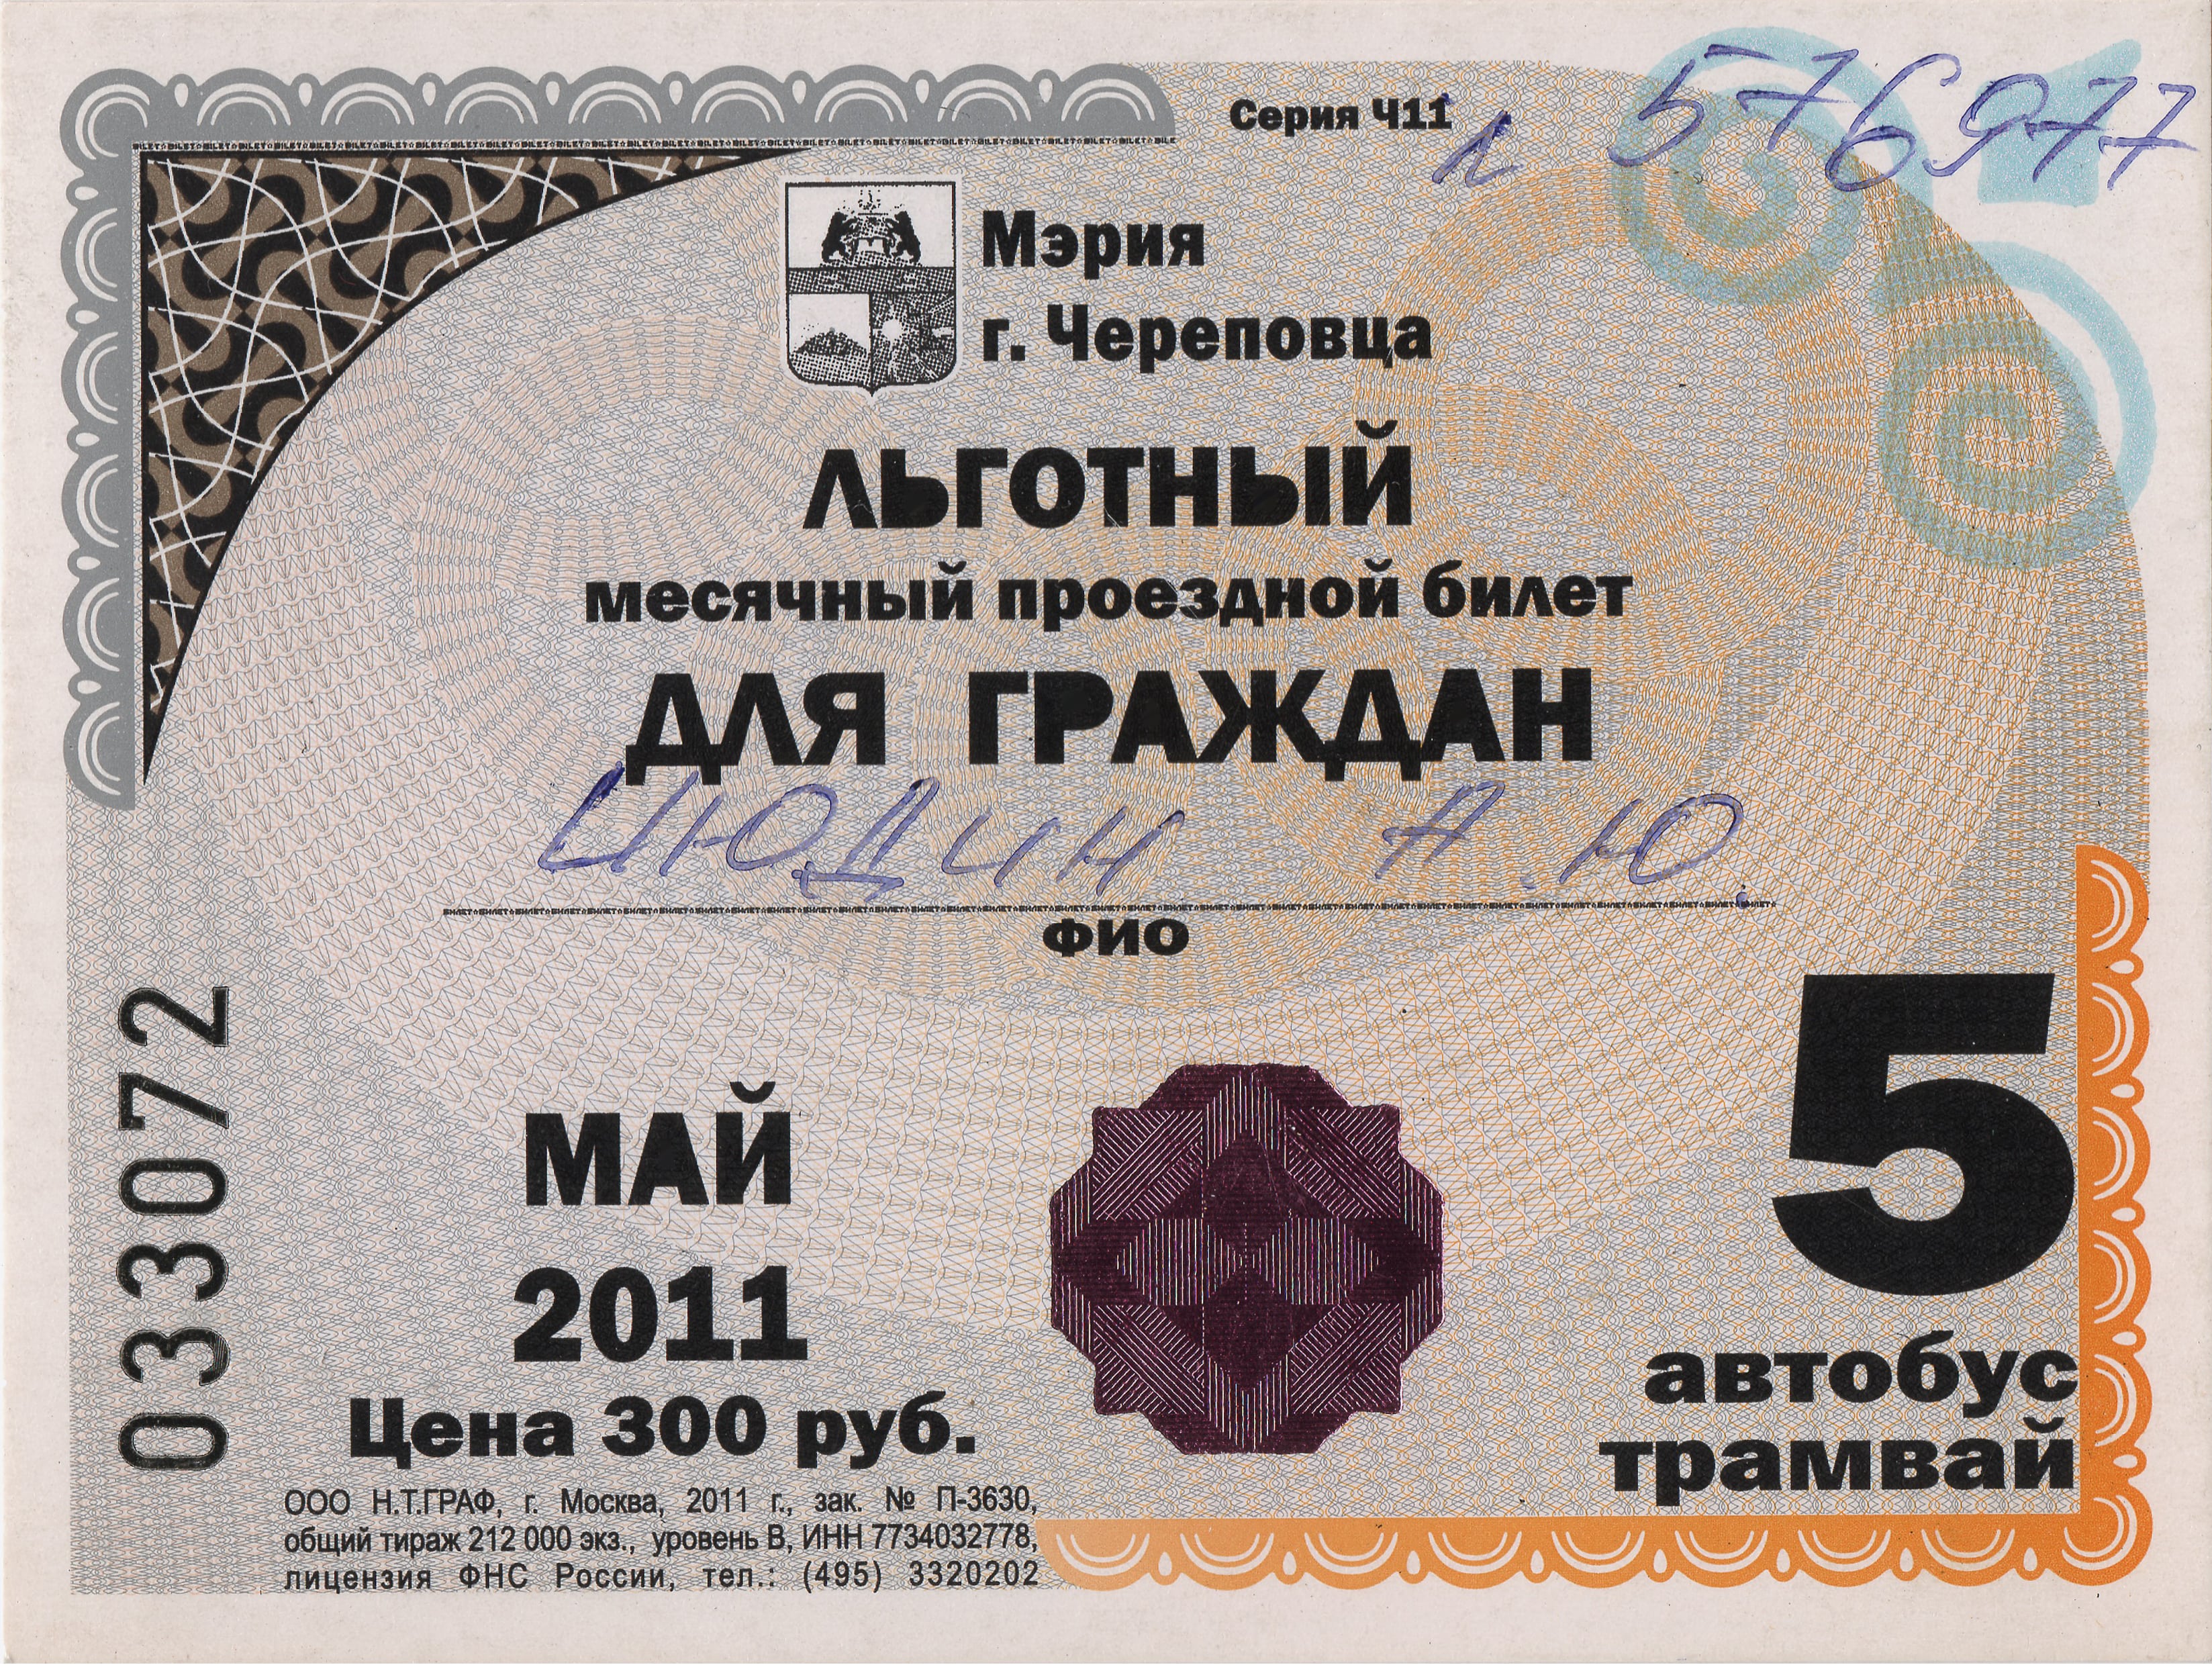 Серия Ч11
л 576977
Мэрия
г. Череповца
ЛЬГОТНЫЙ
месячный проездной билет
ДЛЯ ГРАЖДАН
ЦЮДИН А.Ю.
ФИО
033072
МАЙ
2011
Цена 300 руб.
5
автобус
трамвай
ООО Н.Т.ГРАФ, г. Москва, 2011 г., зак. № П-3630,
общий тираж 212 000 экз., уровень В, ИНН 7734032778,
лицензия ФНС России, тел.: (495) 3320202